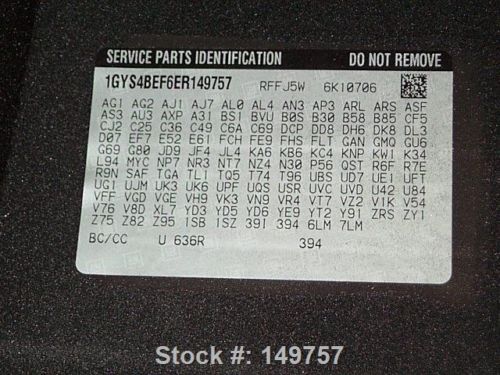 SERVICE PARTS IDENTIFICATION DO NOT REMOVE
1GYS4BEF6ER149757 RFFJ5W 6K10706
AG1 AG2 AJ1 AJ7 AL0 AL4 AN3 AP3 ARL ARS ASF
AS3 AU3 AXP A31 BS1 BVU B0S B30 B58 B85 CF5
CJ2 C25 C36 C49 C6A C69 DCP DD8 DH6 DK8 DL3
D07 EF7 E52 E61 FCH FE9 FHS FLT GAN GMQ GU6
G69 G80 JD9 JF4 JL4 KA6 KB6 KC4 KNP KWI K34
L94 MYC NP7 NR3 NT7 NZ4 N30 P56 QST R6F R7E
R9N SAF TGA TL1 TQ5 T74 T96 UBS UD7 UE1 UFT
UG1 UJM UK3 UK6 UPF UQS USR UVC UVD U42 U84
VFF VGD VGE VH9 VK3 VN9 VR4 VRG VT7 V1K V54
V76 V8D XL7 YD3 YD5 YD6 YE9 YT2 Y91 ZRS ZY1
Z75 Z82 Z95 1SB 1SZ 39I 394 6LM 7LM
BC/CC U 636R 394
Stock #: 149757